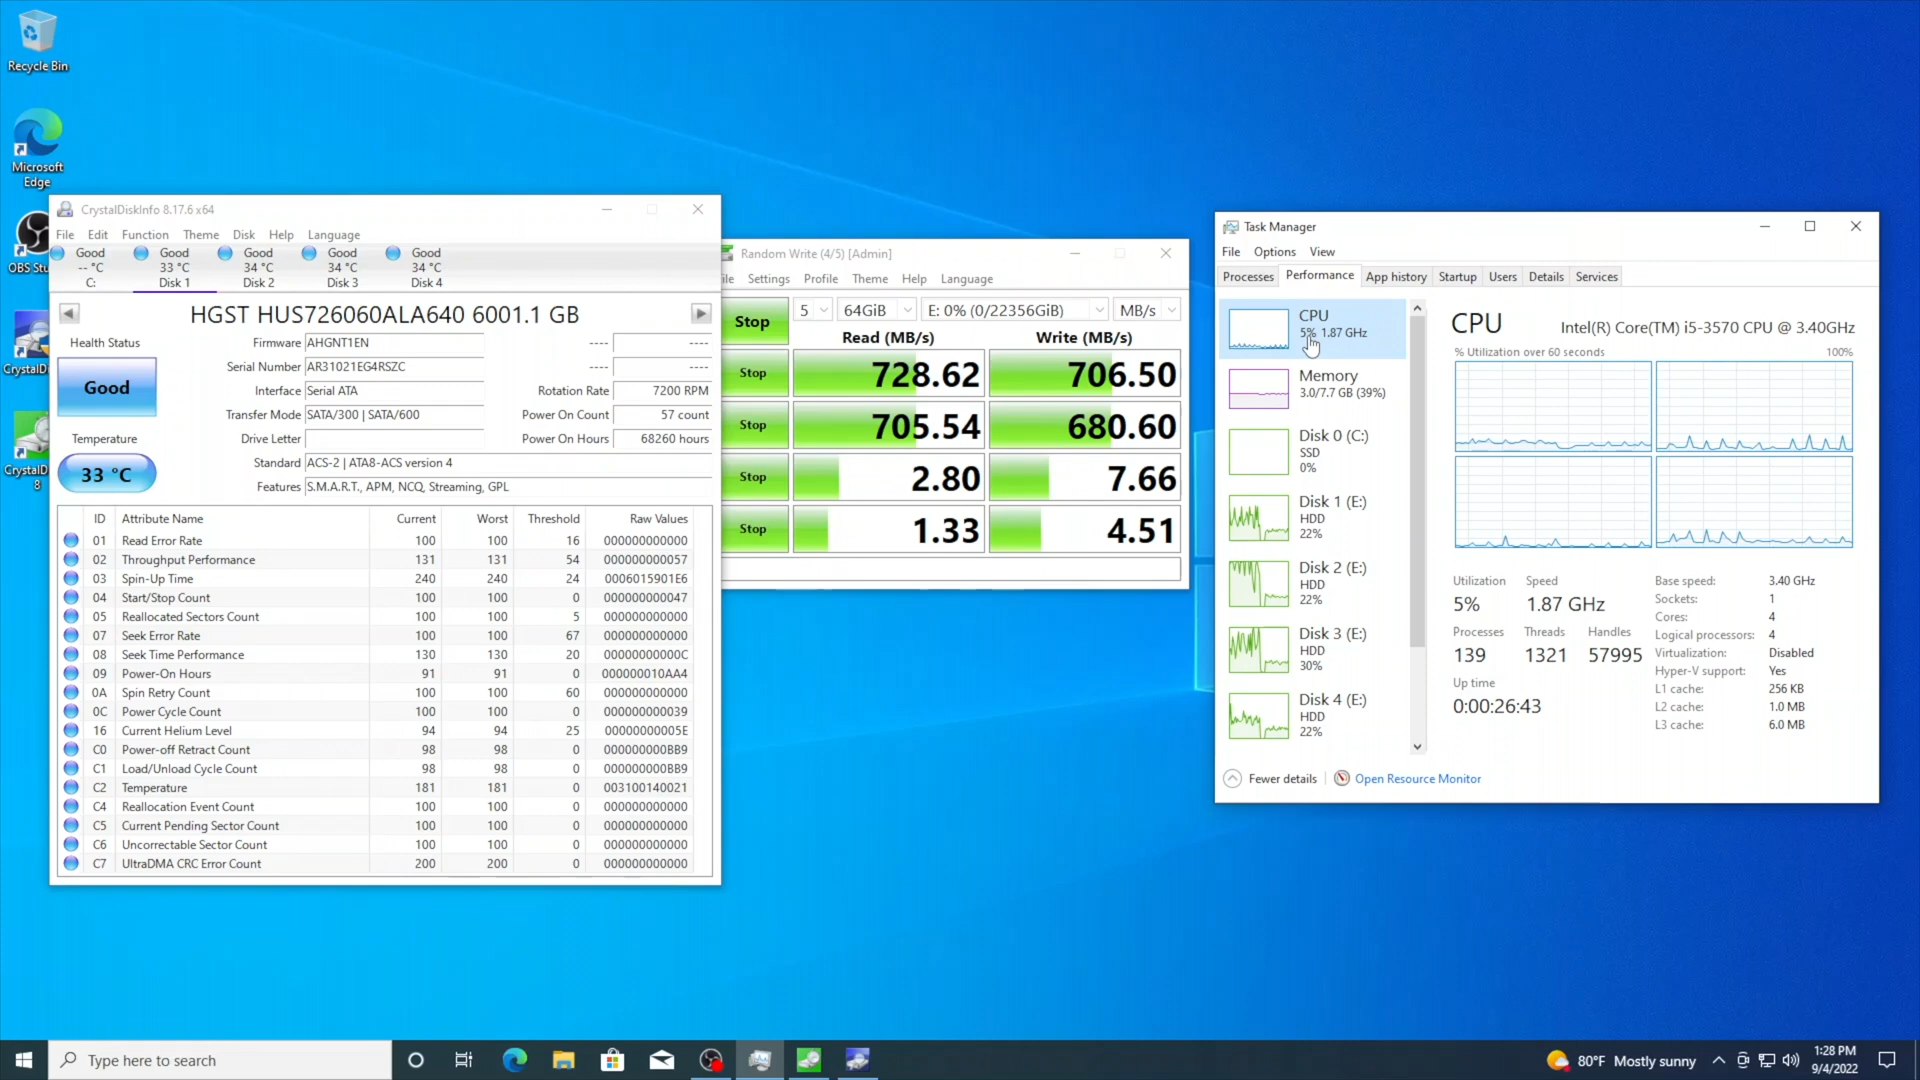 Recycle Bin
Microsoft
Edge
OBS Stu
CrystalDi
CrystalD
8
CrystalDiskInfo 8.17.6 x64
File Edit Function Theme Disk Help Language
Good Good Good Good Good
-- °C 33 °C 34 °C 34 °C 34 °C
C: Disk 1 Disk 2 Disk 3 Disk 4
HGST HUS726060ALA640 6001.1 GB
Health Status
Good
Temperature
33 °C
Firmware AHGNT1EN ---- ----
Serial Number AR31021EG4RSZC ---- ----
Interface Serial ATA Rotation Rate 7200 RPM
Transfer Mode SATA/300 | SATA/600 Power On Count 57 count
Drive Letter Power On Hours 68260 hours
Standard ACS-2 | ATA8-ACS version 4
Features S.M.A.R.T., APM, NCQ, Streaming, GPL
ID Attribute Name Current Worst Threshold Raw Values
01 Read Error Rate 100 100 16 000000000000
02 Throughput Performance 131 131 54 000000000057
03 Spin-Up Time 240 240 24 0006015901E6
04 Start/Stop Count 100 100 0 000000000047
05 Reallocated Sectors Count 100 100 5 000000000000
07 Seek Error Rate 100 100 67 000000000000
08 Seek Time Performance 130 130 20 00000000000C
09 Power-On Hours 91 91 0 000000010AA4
0A Spin Retry Count 100 100 60 000000000000
0C Power Cycle Count 100 100 0 000000000039
16 Current Helium Level 94 94 25 00000000005E
C0 Power-off Retract Count 98 98 0 000000000BB9
C1 Load/Unload Cycle Count 98 98 0 000000000BB9
C2 Temperature 181 181 0 003100140021
C4 Reallocation Event Count 100 100 0 000000000000
C5 Current Pending Sector Count 100 100 0 000000000000
C6 Uncorrectable Sector Count 100 100 0 000000000000
C7 UltraDMA CRC Error Count 200 200 0 000000000000
Random Write (4/5) [Admin]
ile Settings Profile Theme Help Language
Stop 5 64GiB E: 0% (0/22356GiB) MB/s
Read (MB/s) Write (MB/s)
Stop 728.62 706.50
Stop 705.54 680.60
Stop 2.80 7.66
Stop 1.33 4.51
Task Manager
File Options View
Processes Performance App history Startup Users Details Services
CPU
5% 1.87 GHz
Memory
3.0/7.7 GB (39%)
Disk 0 (C:)
SSD
0%
Disk 1 (E:)
HDD
22%
Disk 2 (E:)
HDD
22%
Disk 3 (E:)
HDD
30%
Disk 4 (E:)
HDD
22%
CPU Intel(R) Core(TM) i5-3570 CPU @ 3.40GHz
% Utilization over 60 seconds 100%
Utilization Speed
5% 1.87 GHz
Processes Threads Handles
139 1321 57995
Up time
0:00:26:43
Base speed: 3.40 GHz
Sockets: 1
Cores: 4
Logical processors: 4
Virtualization: Disabled
Hyper-V support: Yes
L1 cache: 256 KB
L2 cache: 1.0 MB
L3 cache: 6.0 MB
Fewer details Open Resource Monitor
Type here to search
80°F Mostly sunny
1:28 PM
9/4/2022